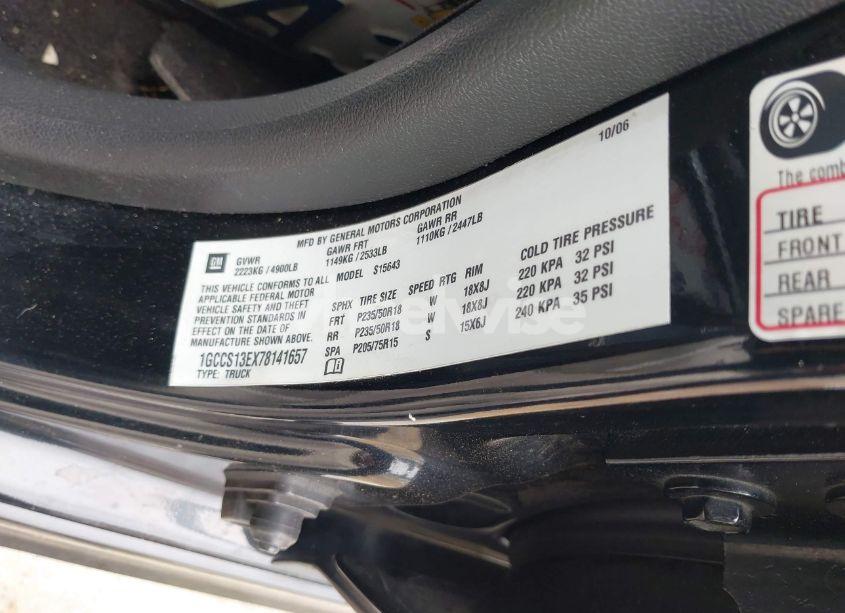 10/06
MFD BY GENERAL MOTORS CORPORATION
GM
GVWR GAWR FRT GAWR RR
2223KG / 4900LB 1149KG / 2533LB 1110KG / 2447LB
THIS VEHICLE CONFORMS TO ALL
APPLICABLE FEDERAL MOTOR
VEHICLE SAFETY AND THEFT
PREVENTION STANDARDS IN
EFFECT ON THE DATE OF
MANUFACTURE SHOWN ABOVE.
1GCCS13EX78141657
TYPE: TRUCK
MODEL S15643
SPHX TIRE SIZE SPEED RTG RIM COLD TIRE PRESSURE
FRT P235/50R18 W 18X8J 220 KPA 32 PSI
RR P235/50R18 W 18X8J 220 KPA 32 PSI
SPA P205/75R15 S 15X6J 240 KPA 35 PSI
The comb
TIRE
FRONT
REAR
SPARE